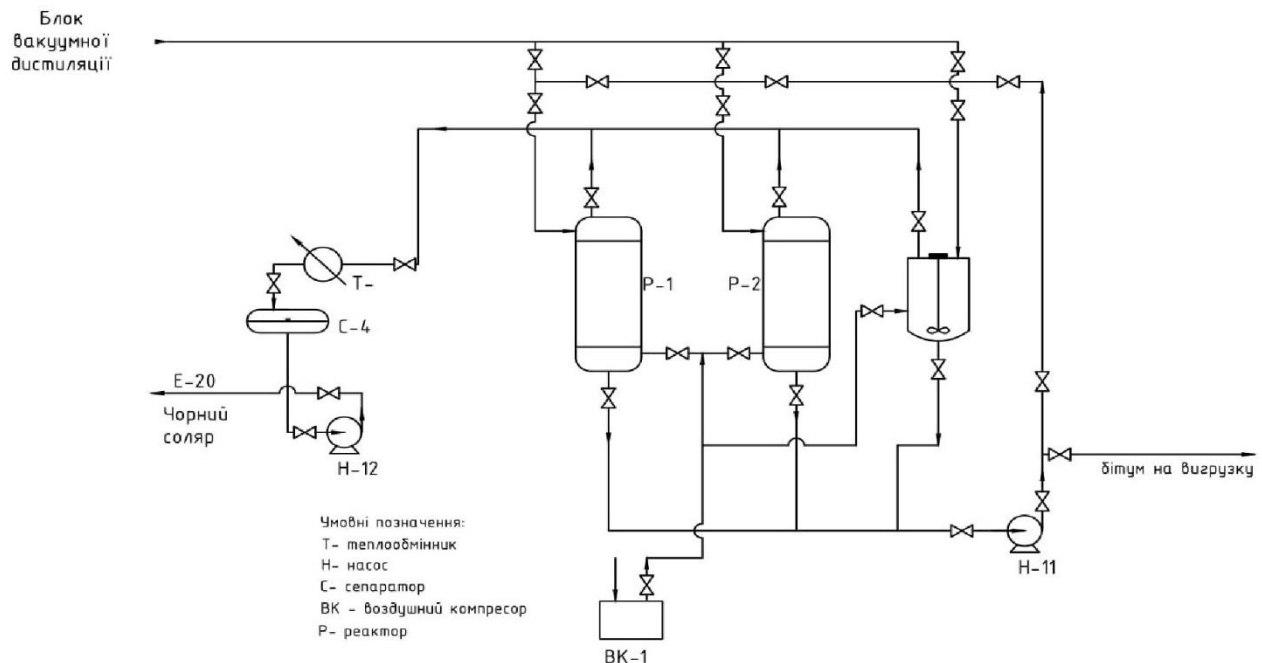 Блок
вакуумної
дистиляції
Р-1
Р-2
Т-
С-4
Е-20
Чорний
соляр
Н-12
бітум на вигрузку
Н-11
Умовні позначення:
Т- теплообмінник
Н- насос
С- сепаратор
ВК - воздушний компресор
Р- реактор
ВК-1